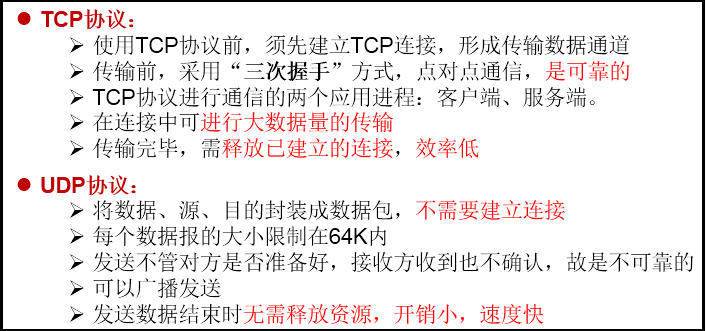 TCP协议：
使用TCP协议前，须先建立TCP连接，形成传输数据通道
传输前，采用“三次握手”方式，点对点通信，是可靠的
TCP协议进行通信的两个应用进程：客户端、服务端。
在连接中可进行大数据量的传输
传输完毕，需释放已建立的连接，效率低
UDP协议：
将数据、源、目的封装成数据包，不需要建立连接
每个数据报的大小限制在64K内
发送不管对方是否准备好，接收方收到也不确认，故是不可靠的
可以广播发送
发送数据结束时无需释放资源，开销小，速度快